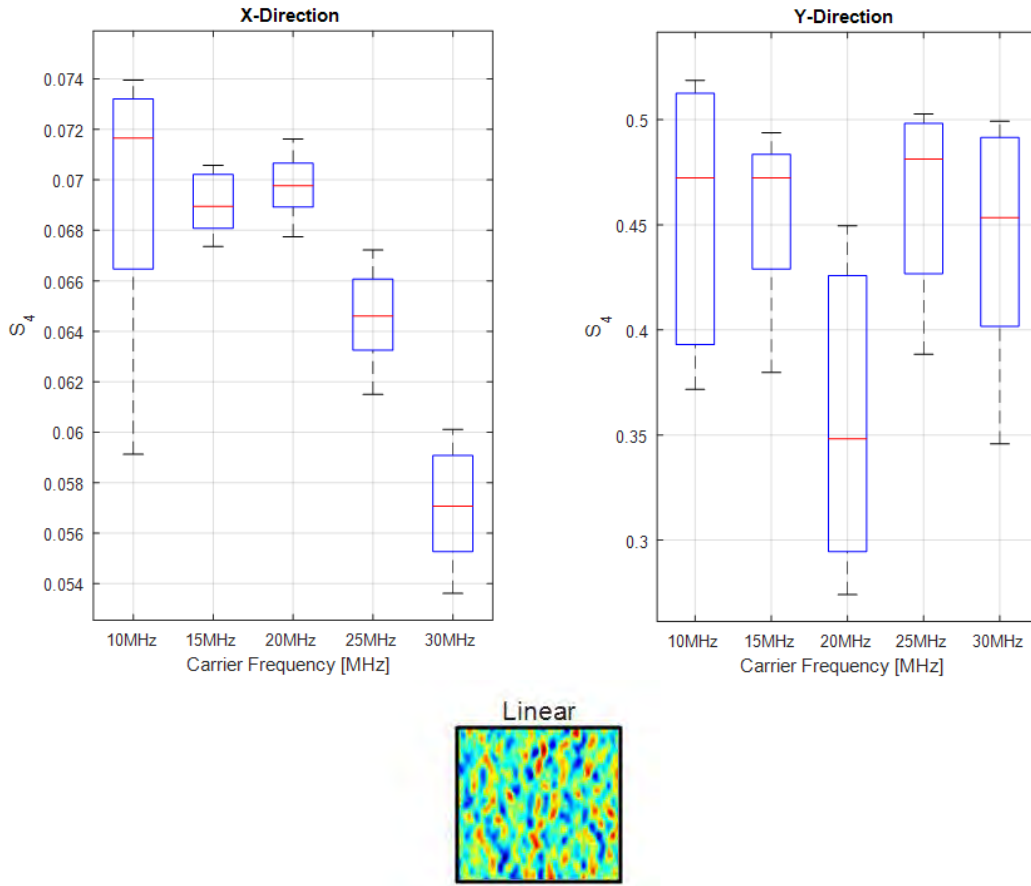 X-Direction
0.074
0.072
0.07
0.068
0.066
0.064
0.062
0.06
0.058
0.056
0.054
S4
10MHz 15MHz 20MHz 25MHz 30MHz
Carrier Frequency [MHz]
Y-Direction
0.5
0.45
0.4
0.35
0.3
S4
10MHz 15MHz 20MHz 25MHz 30MHz
Carrier Frequency [MHz]
Linear